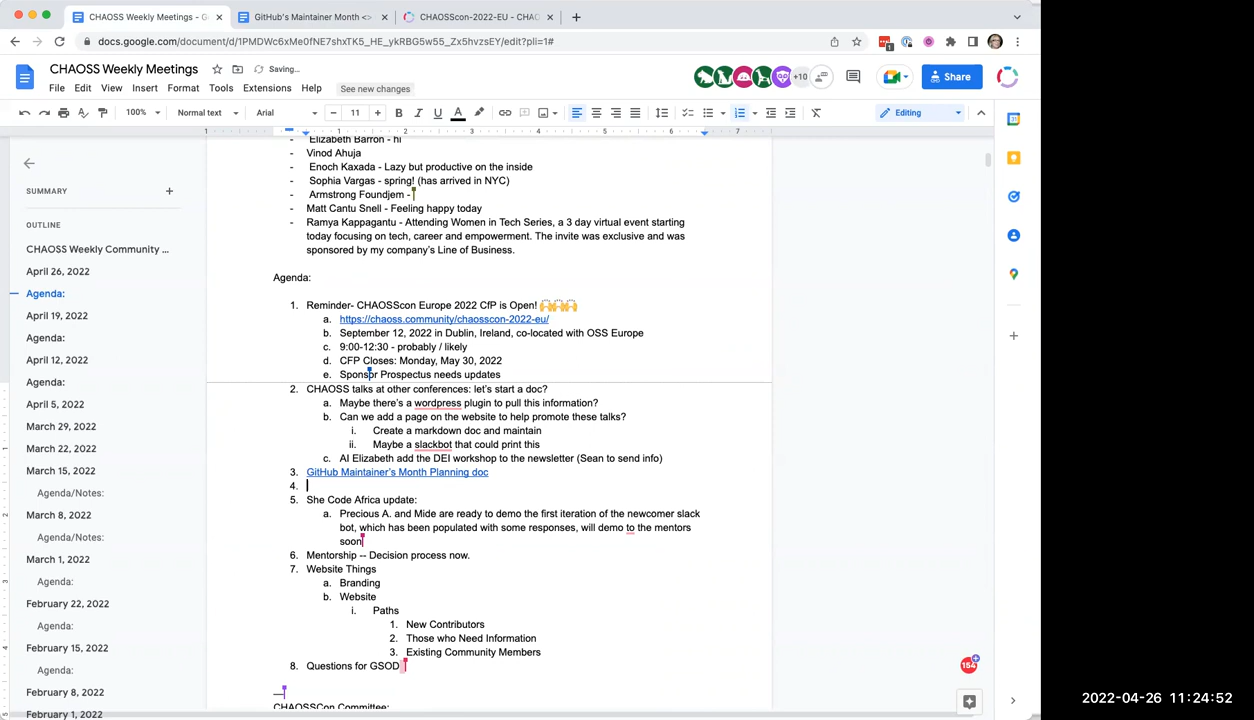 CHAOSS Weekly Meetings - G
GitHub's Maintainer Month <>
CHAOSScon-2022-EU - CHAO
docs.google.com/document/d/1PMDWc6xMe0fNE7shxTK5_HE_ykRBG5w55_Zx5hvzsEY/edit?pli=1#
CHAOSS Weekly Meetings
Saving...
File Edit View Insert Format Tools Extensions Help See new changes
+10
Share
100% Normal text Arial 11 Editing
1 1 2 3 4 5 6 7
SUMMARY
OUTLINE
CHAOSS Weekly Community ...
April 26, 2022
Agenda:
April 19, 2022
Agenda:
April 12, 2022
Agenda:
April 5, 2022
March 29, 2022
March 22, 2022
March 15, 2022
Agenda/Notes:
March 8, 2022
Agenda/Notes:
March 1, 2022
Agenda:
February 22, 2022
Agenda:
February 15, 2022
Agenda:
February 8, 2022
February 1, 2022
- Elizabeth Barron - hi
- Vinod Ahuja
- Enoch Kaxada - Lazy but productive on the inside
- Sophia Vargas - spring! (has arrived in NYC)
- Armstrong Foundjem -
- Matt Cantu Snell - Feeling happy today
- Ramya Kappagantu - Attending Women in Tech Series, a 3 day virtual event starting
today focusing on tech, career and empowerment. The invite was exclusive and was
sponsored by my company's Line of Business.
Agenda:
1. Reminder- CHAOSScon Europe 2022 CfP is Open! 🙌🙌🙌
a. https://chaoss.community/chaosscon-2022-eu/
b. September 12, 2022 in Dublin, Ireland, co-located with OSS Europe
c. 9:00-12:30 - probably / likely
d. CFP Closes: Monday, May 30, 2022
e. Sponsor Prospectus needs updates
2. CHAOSS talks at other conferences: let's start a doc?
a. Maybe there's a wordpress plugin to pull this information?
b. Can we add a page on the website to help promote these talks?
i. Create a markdown doc and maintain
ii. Maybe a slackbot that could print this
c. AI Elizabeth add the DEI workshop to the newsletter (Sean to send info)
3. GitHub Maintainer's Month Planning doc
4.
5. She Code Africa update:
a. Precious A. and Mide are ready to demo the first iteration of the newcomer slack
bot, which has been populated with some responses, will demo to the mentors
soon
6. Mentorship -- Decision process now.
7. Website Things
a. Branding
b. Website
i. Paths
1. New Contributors
2. Those who Need Information
3. Existing Community Members
8. Questions for GSOD
—
CHAOSSCon Committee:
154
2022-04-26 11:24:52